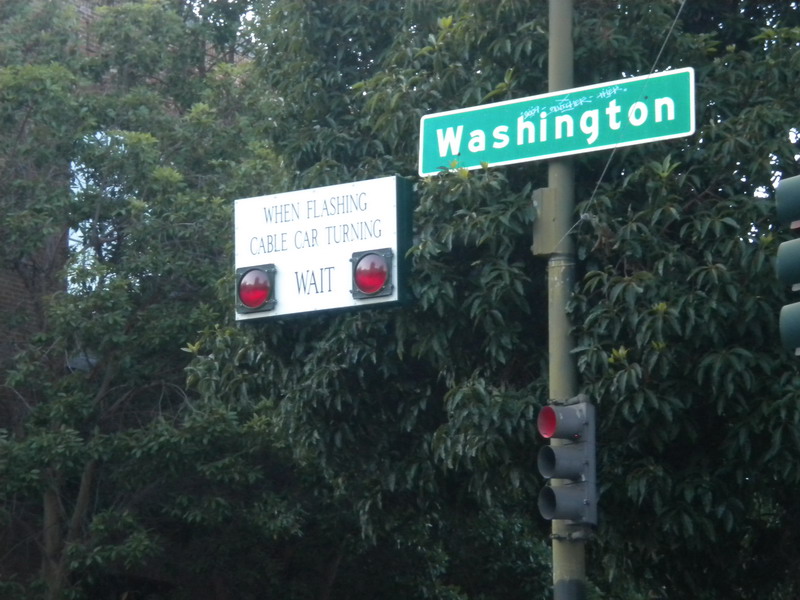 Washington
WHEN FLASHING
CABLE CAR TURNING
WAIT